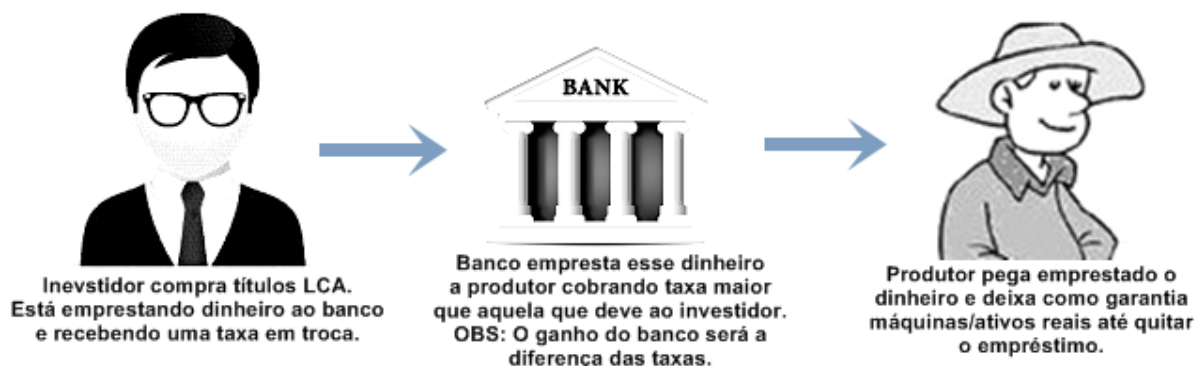 BANK
Inevstidor compra títulos LCA.
Está emprestando dinheiro ao banco
e recebendo uma taxa em troca.
Banco empresta esse dinheiro
a produtor cobrando taxa maior
que aquela que deve ao investidor.
OBS: O ganho do banco será a
diferença das taxas.
Produtor pega emprestado o
dinheiro e deixa como garantia
máquinas/ativos reais até quitar
o empréstimo.